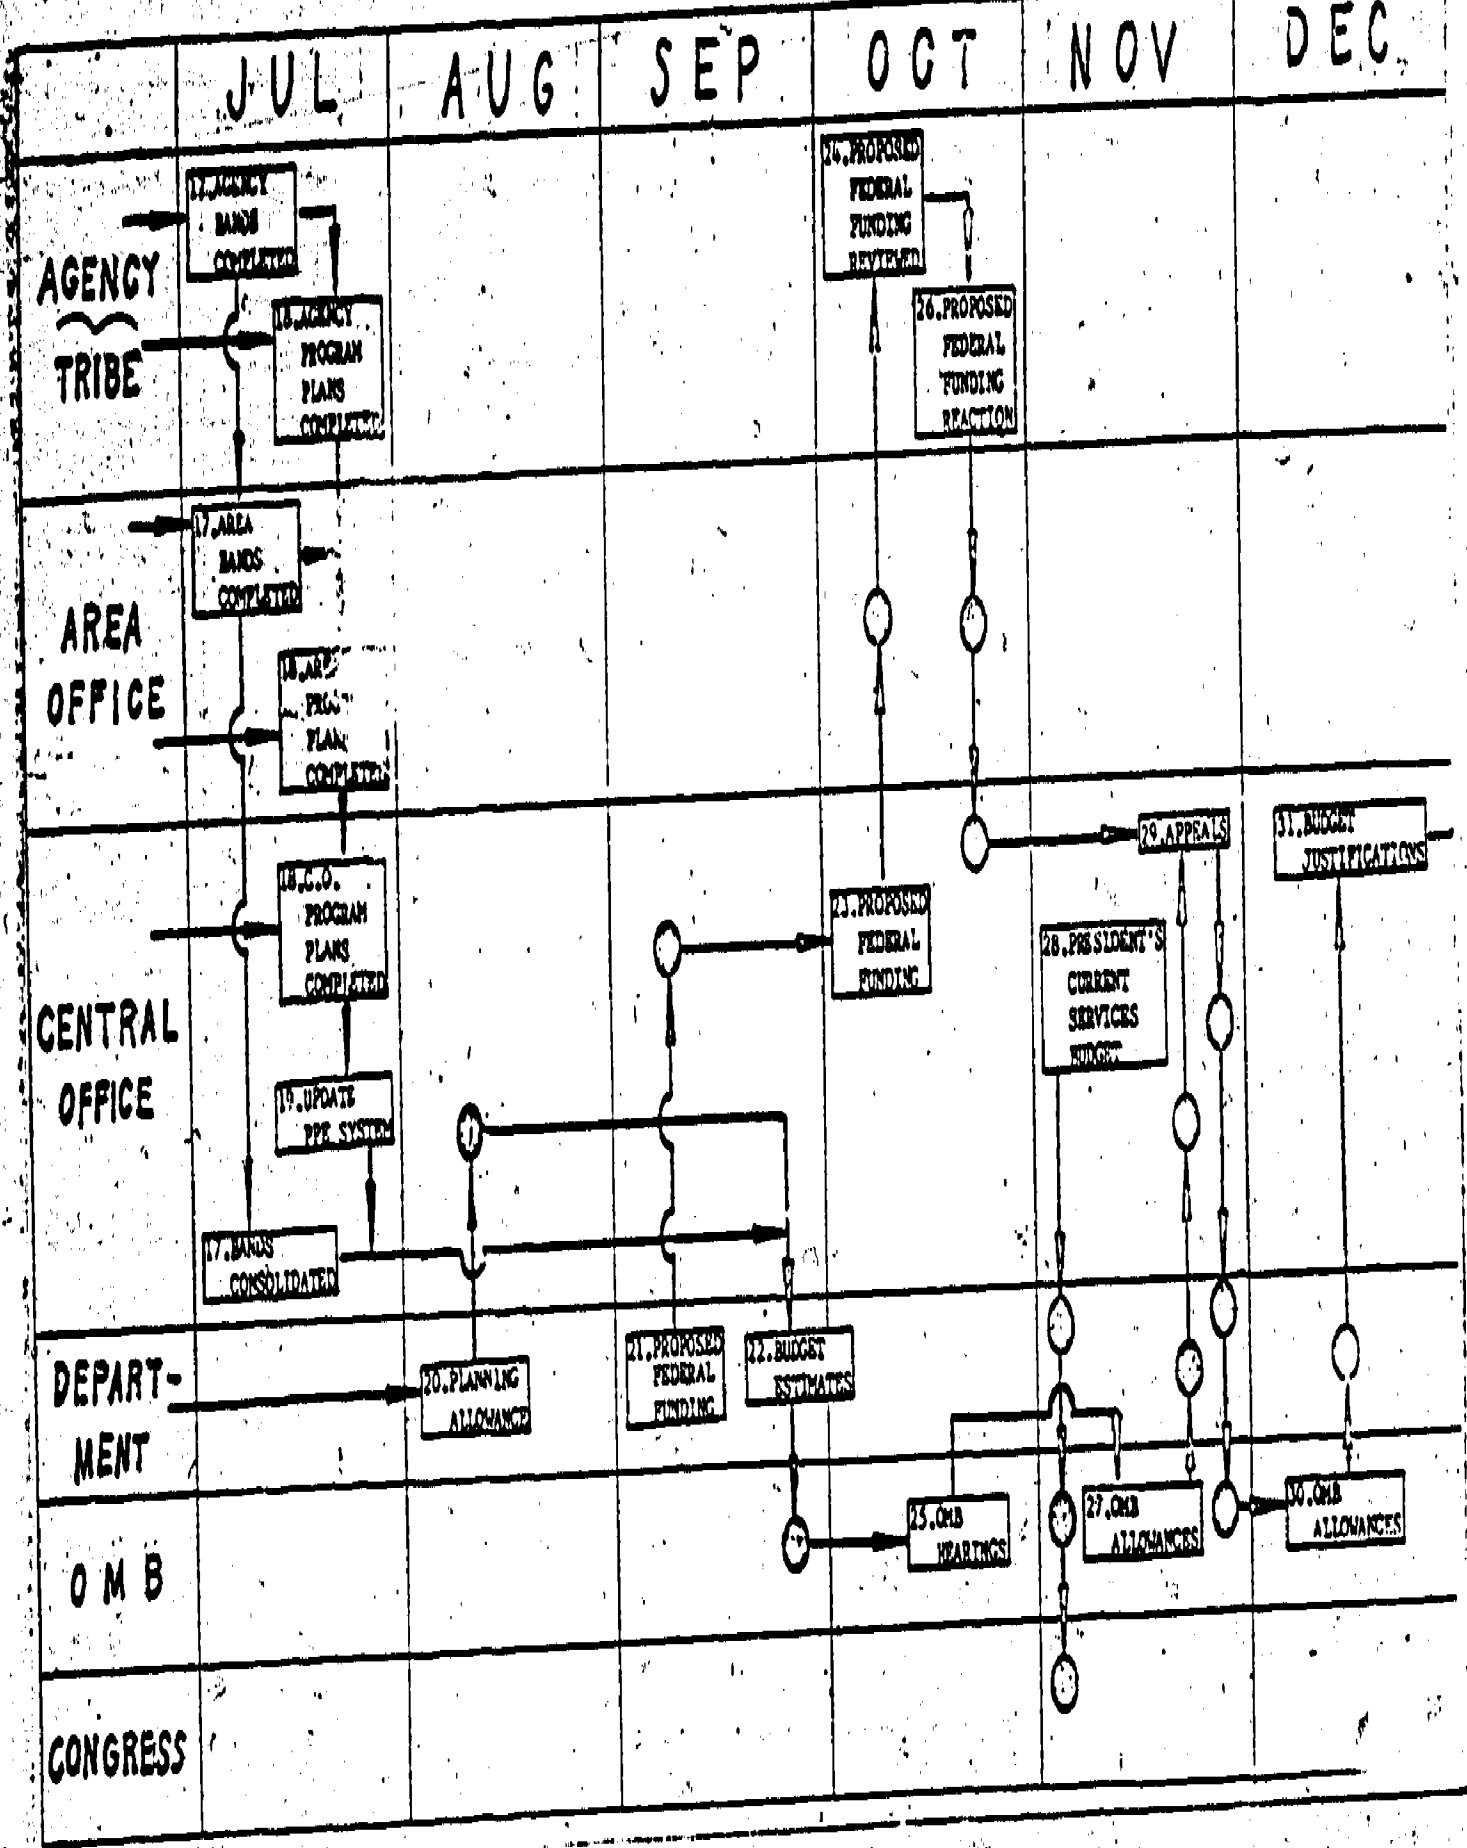 JUL AUG SEP OCT NOV DEC
AGENCY
TRIBE
17.AGENCY
BANDS
COMPLETED
18.AGENCY
PROGRAM
PLANS
COMPLETED
24.PROPOSED
FEDERAL
FUNDING
REVIEWED
26.PROPOSED
FEDERAL
FUNDING
REACTION
AREA
OFFICE
17.AREA
BANDS
COMPLETED
18.
PLAN
COMPLETED
CENTRAL
OFFICE
18.C.O.
PROGRAM
PLANS
COMPLETED
19.UPDATE
PPE SYSTEM
17.BANDS
CONSOLIDATED
23.PROPOSED
FEDERAL
FUNDING
28.PRESIDENT'S
CURRENT
SERVICES
BUDGET
29.APPEALS
31.BUDGET
JUSTIFICATIONS
DEPART-
MENT
20.PLANNING
ALLOWANCE
21.PROPOSED
FEDERAL
FUNDING
22.BUDGET
ESTIMATES
OMB
25.OMB
HEARINGS
27.OMB
ALLOWANCES
30.OMB
ALLOWANCES
CONGRESS